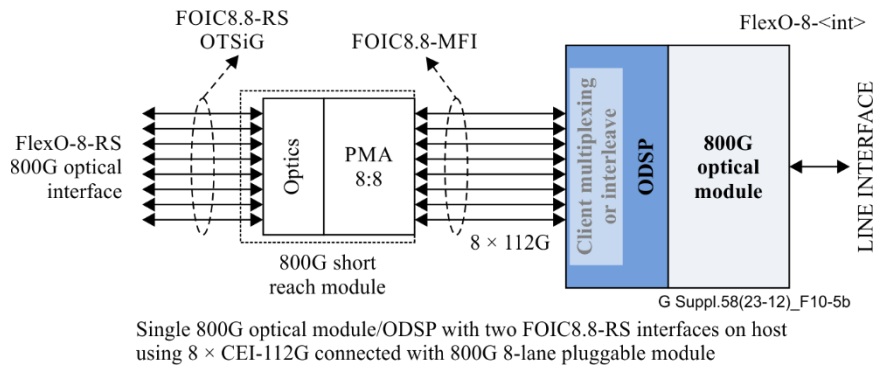 FOIC8.8-RS
OTSiG
FOIC8.8-MFI
FlexO-8-<int>
FlexO-8-RS
800G optical
interface
Optics
PMA
8:8
8 × 112G
800G short
reach module
Client multiplexing
or interleave
ODSP
800G
optical
module
LINE INTERFACE
G Suppl.58(23-12)_F10-5b
Single 800G optical module/ODSP with two FOIC8.8-RS interfaces on host
using 8 × CEI-112G connected with 800G 8-lane pluggable module